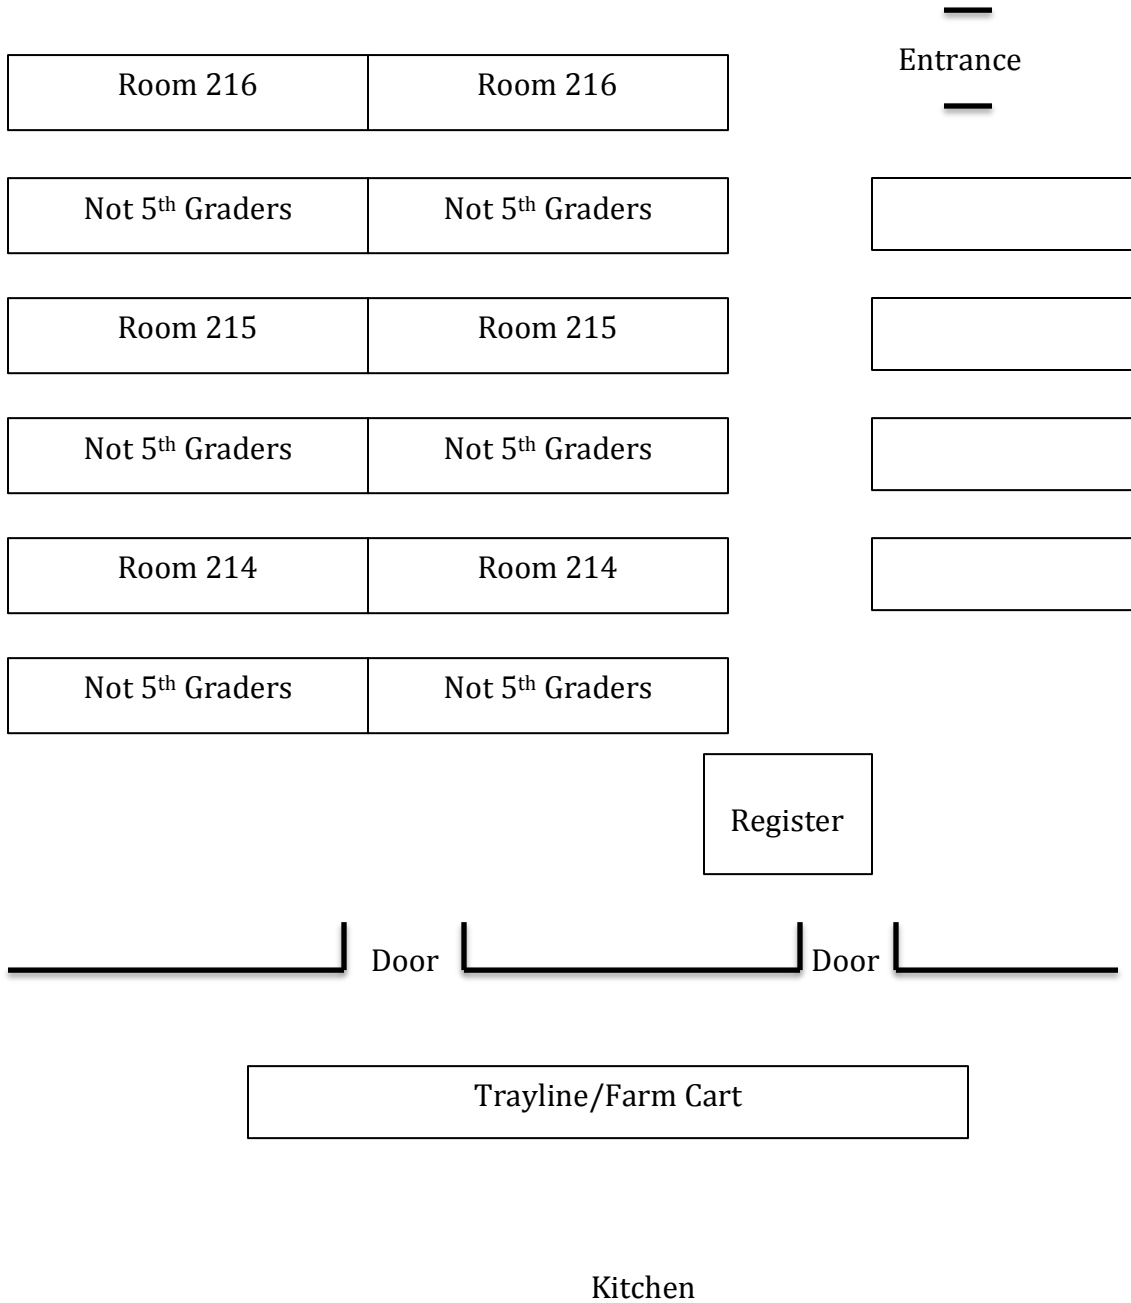 Entrance
Room 216 Room 216
Not 5th Graders Not 5th Graders
Room 215 Room 215
Not 5th Graders Not 5th Graders
Room 214 Room 214
Not 5th Graders Not 5th Graders
Register
Door Door
Trayline/Farm Cart
Kitchen